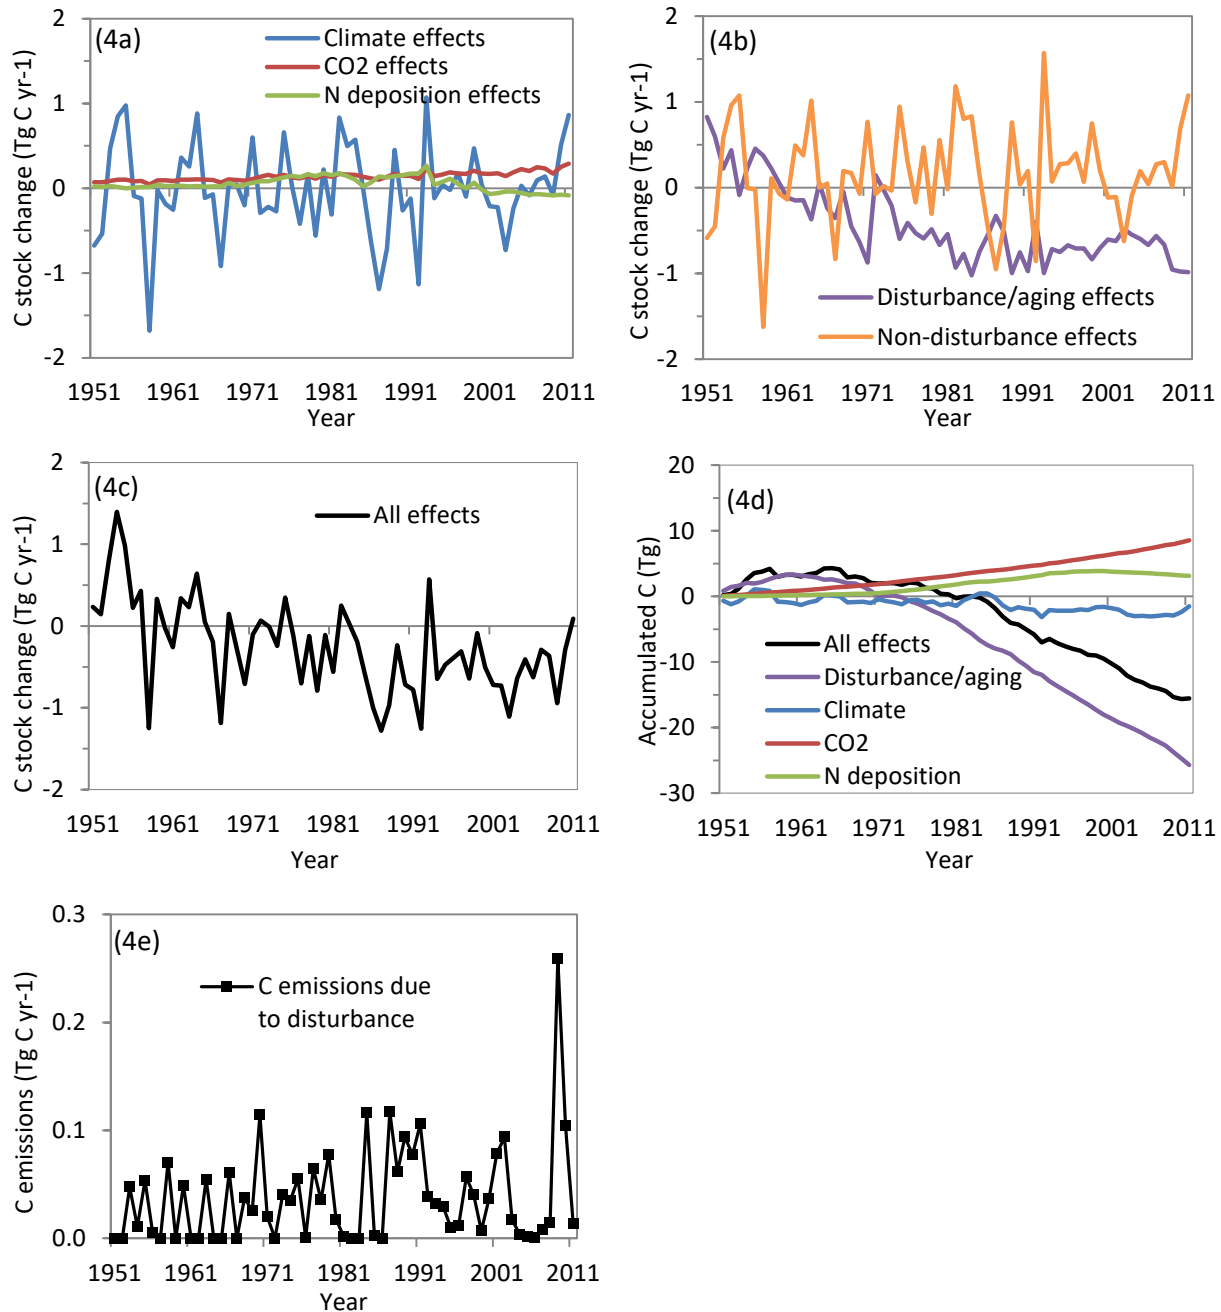 (4a)
Climate effects
CO2 effects
N deposition effects
C stock change (Tg C yr-1)
2
1
0
-1
-2
1951 1961 1971 1981 1991 2001 2011
Year
(4b)
Disturbance/aging effects
Non-disturbance effects
C stock change (Tg C yr-1)
2
1
0
-1
-2
1951 1961 1971 1981 1991 2001 2011
Year
(4c)
All effects
C stock change (Tg C yr-1)
2
1
0
-1
-2
1951 1961 1971 1981 1991 2001 2011
Year
(4d)
All effects
Disturbance/aging
Climate
CO2
N deposition
Accumulated C (Tg)
20
10
0
-10
-20
-30
1951 1961 1971 1981 1991 2001 2011
Year
(4e)
C emissions due
to disturbance
C emissions (Tg C yr-1)
0.3
0.2
0.1
0.0
1951 1961 1971 1981 1991 2001 2011
Year